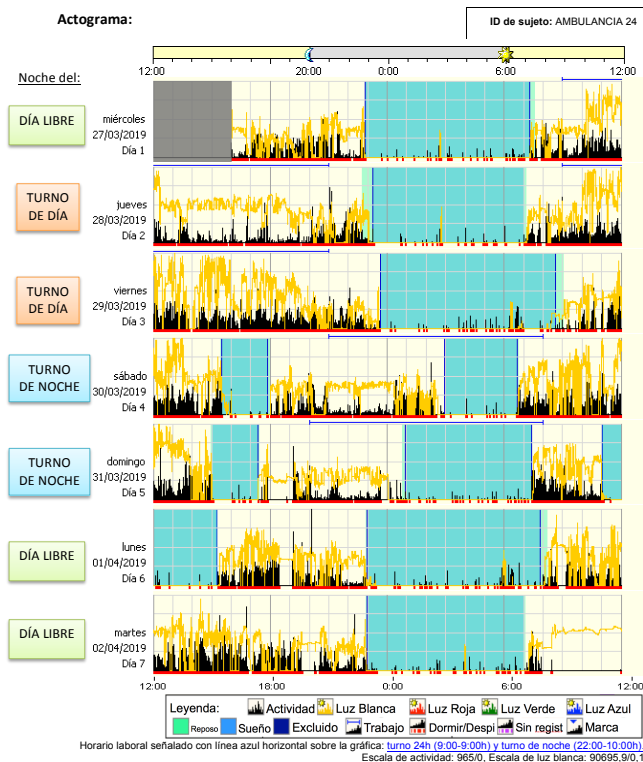 Actograma:
ID de sujeto: AMBULANCIA 24
Noche del:
12:00 20:00 0:00 6:00 12:00
DÍA LIBRE
miércoles
27/03/2019
Día 1
TURNO
DE DÍA
jueves
28/03/2019
Día 2
TURNO
DE DÍA
viernes
29/03/2019
Día 3
TURNO
DE NOCHE
sábado
30/03/2019
Día 4
TURNO
DE NOCHE
domingo
31/03/2019
Día 5
DÍA LIBRE
lunes
01/04/2019
Día 6
DÍA LIBRE
martes
02/04/2019
Día 7
12:00 18:00 0:00 6:00 12:00
Leyenda: Actividad Luz Blanca Luz Roja Luz Verde Luz Azul
Reposo Sueño Excluido Trabajo Dormir/Despi Sin regist Marca
Horario laboral señalado con línea azul horizontal sobre la gráfica: turno 24h (9:00-9:00h) y turno de noche (22:00-10:00h).
Escala de actividad: 965/0, Escala de luz blanca: 90695,9/0,1